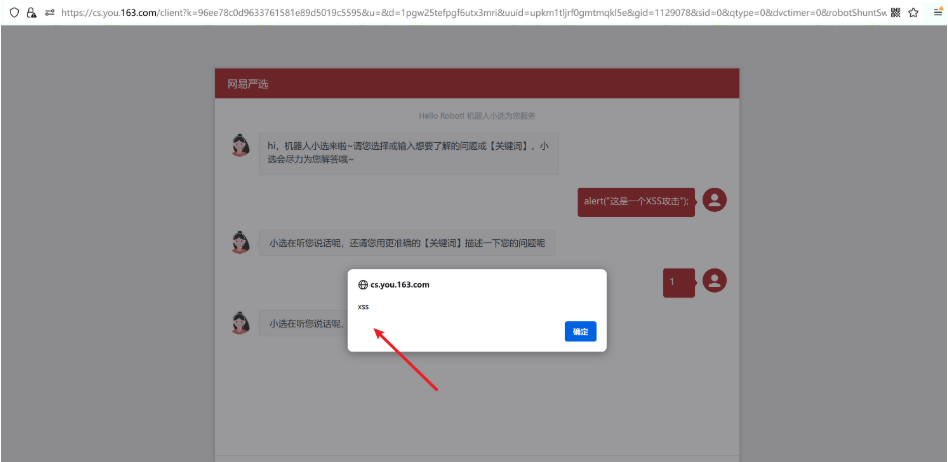 https://cs.you.163.com/client?k=96ee78c0d9633761581e89d5019c5595&u=&d=1pgw25tefpgf6utx3mri&uuid=upkm1tljrf0gmtmqkl5e&gid=1129078&sid=0&qtype=0&dvctimer=0&robotShuntSw
网易严选
Hello Robot! 机器人小选为您服务
hi，机器人小选来啦~请您选择或输入想要了解的问题或【关键词】，小
选会尽力为您解答哦~
alert("这是一个XSS攻击");
小选在听您说话呢，还请您用更准确的【关键词】描述一下您的问题呢
cs.you.163.com
1
xss
小选在听您说话呢，
确定